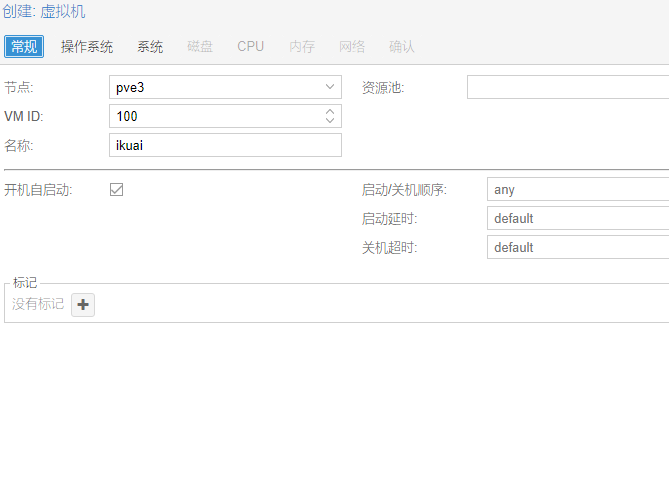 创建: 虚拟机
常规 操作系统 系统 磁盘 CPU 内存 网络 确认
节点: pve3 资源池:
VM ID: 100
名称: ikuai
开机自启动: 启动/关机顺序: any
启动延时: default
关机超时: default
标记
没有标记